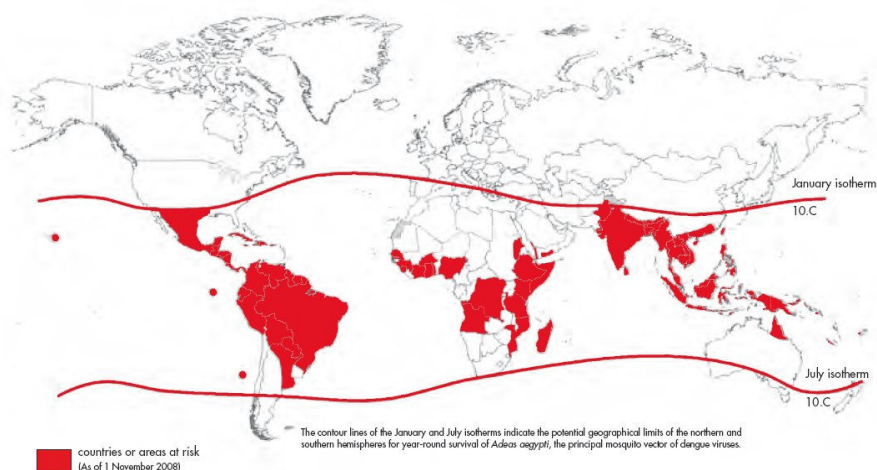 January isotherm
10.C
July isotherm
10.C
The contour lines of the January and July isotherms indicate the potential geographical limits of the northern and
southern hemispheres for year-round survival of Adeas aegypti, the principal mosquito vector of dengue viruses.
countries or areas at risk
(As of 1 November 2008)